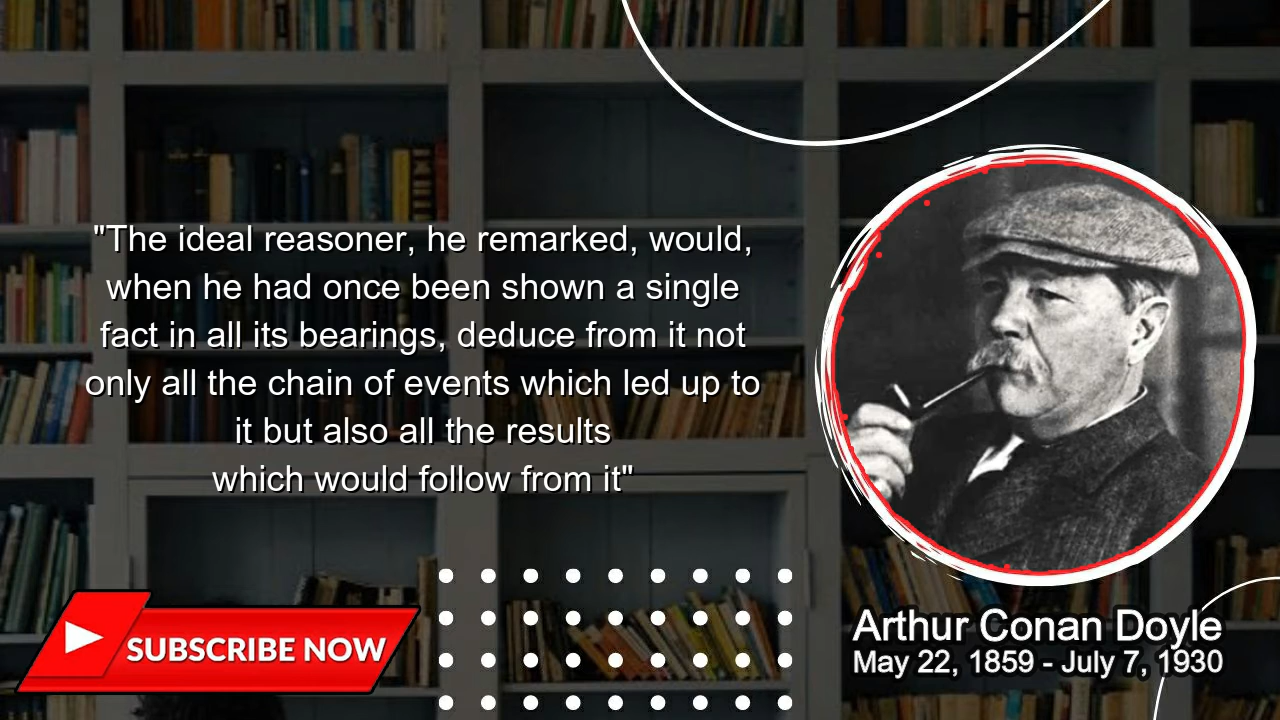 "The ideal reasoner, he remarked, would,
when he had once been shown a single
fact in all its bearings, deduce from it not
only all the chain of events which led up to
it but also all the results
which would follow from it"
SUBSCRIBE NOW
Arthur Conan Doyle
May 22, 1859 - July 7, 1930